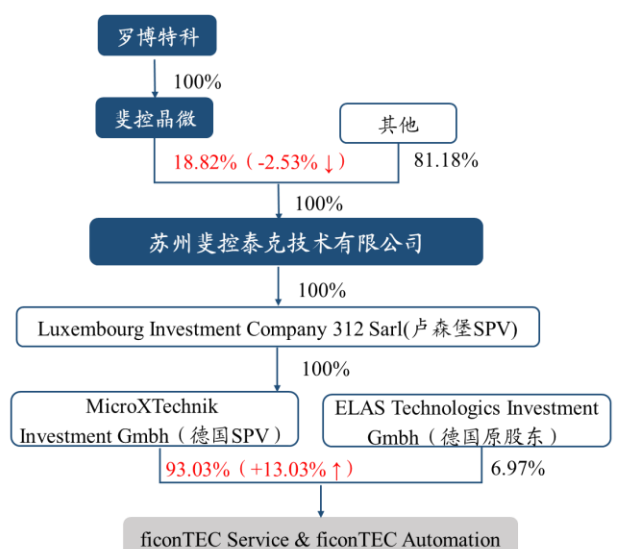 罗博特科
100%
斐控晶微
其他
18.82%（-2.53%↓）
81.18%
100%
苏州斐控泰克技术有限公司
100%
Luxembourg Investment Company 312 Sarl(卢森堡SPV)
100%
MicroXTechnik
Investment Gmbh（德国SPV）
ELAS Technologics Investment
Gmbh（德国原股东）
93.03%（+13.03%↑）
6.97%
ficonTEC Service & ficonTEC Automation